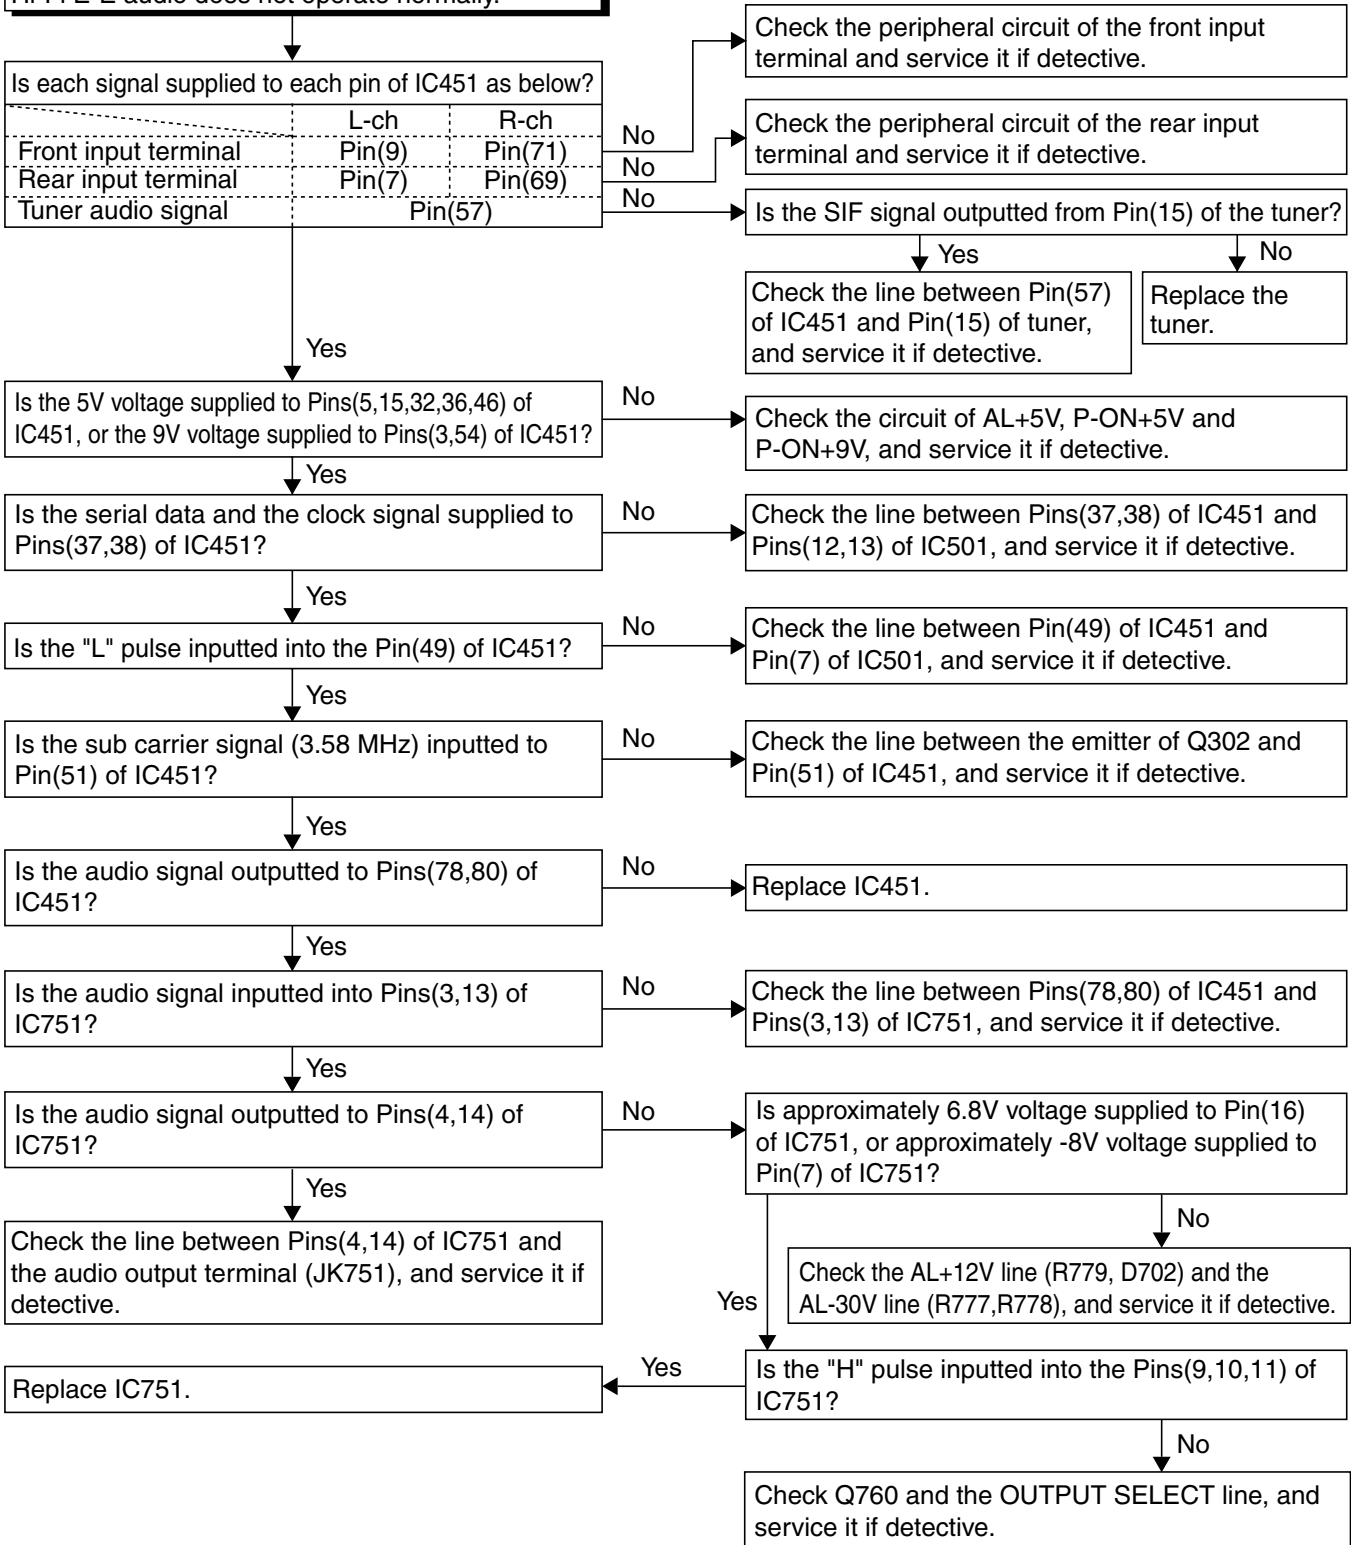 audio does not operate normally.
Is each signal supplied to each pin of IC451 as below?
L-ch R-ch
Front input terminal Pin(9) Pin(71)
Rear input terminal Pin(7) Pin(69)
Tuner audio signal Pin(57)
No
No
No
Check the peripheral circuit of the front input
terminal and service it if detective.
Check the peripheral circuit of the rear input
terminal and service it if detective.
Is the SIF signal outputted from Pin(15) of the tuner?
Yes
No
Check the line between Pin(57)
of IC451 and Pin(15) of tuner,
and service it if detective.
Replace the
tuner.
Yes
Is the 5V voltage supplied to Pins(5,15,32,36,46) of
IC451, or the 9V voltage supplied to Pins(3,54) of IC451?
No
Check the circuit of AL+5V, P-ON+5V and
P-ON+9V, and service it if detective.
Yes
Is the serial data and the clock signal supplied to
Pins(37,38) of IC451?
No
Check the line between Pins(37,38) of IC451 and
Pins(12,13) of IC501, and service it if detective.
Yes
Is the "L" pulse inputted into the Pin(49) of IC451?
No
Check the line between Pin(49) of IC451 and
Pin(7) of IC501, and service it if detective.
Yes
Is the sub carrier signal (3.58 MHz) inputted to
Pin(51) of IC451?
No
Check the line between the emitter of Q302 and
Pin(51) of IC451, and service it if detective.
Yes
Is the audio signal outputted to Pins(78,80) of
IC451?
No
Replace IC451.
Yes
Is the audio signal inputted into Pins(3,13) of
IC751?
No
Check the line between Pins(78,80) of IC451 and
Pins(3,13) of IC751, and service it if detective.
Yes
Is the audio signal outputted to Pins(4,14) of
IC751?
No
Is approximately 6.8V voltage supplied to Pin(16)
of IC751, or approximately -8V voltage supplied to
Pin(7) of IC751?
Yes
Check the line between Pins(4,14) of IC751 and
the audio output terminal (JK751), and service it if
detective.
No
Check the AL+12V line (R779, D702) and the
AL-30V line (R777,R778), and service it if detective.
Yes
Is the "H" pulse inputted into the Pins(9,10,11) of
IC751?
Yes
Replace IC751.
No
Check Q760 and the OUTPUT SELECT line, and
service it if detective.